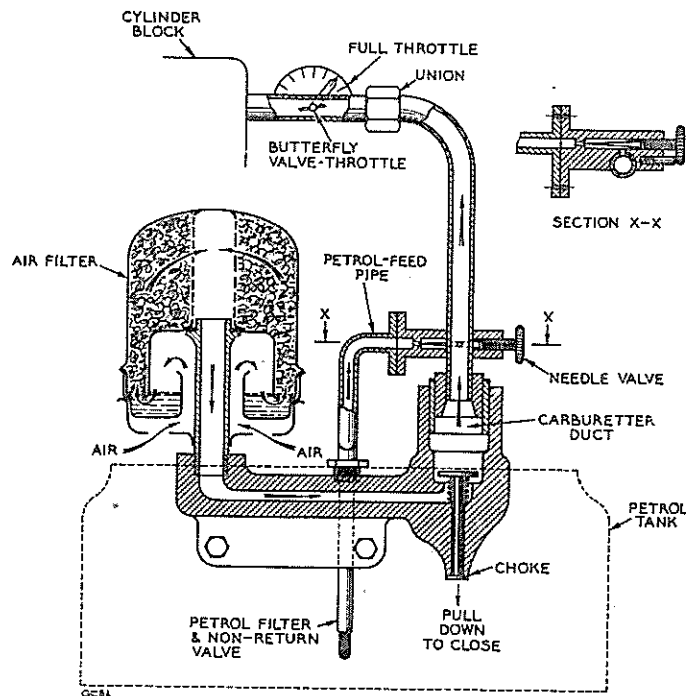 CYLINDER
BLOCK
FULL THROTTLE
UNION
BUTTERFLY
VALVE-THROTTLE
SECTION X-X
AIR FILTER
PETROL-FEED
PIPE
X
X
NEEDLE VALVE
CARBURETTER
DUCT
AIR
AIR
PETROL
TANK
CHOKE
PETROL FILTER
& NON-RETURN
VALVE
PULL
DOWN
TO CLOSE